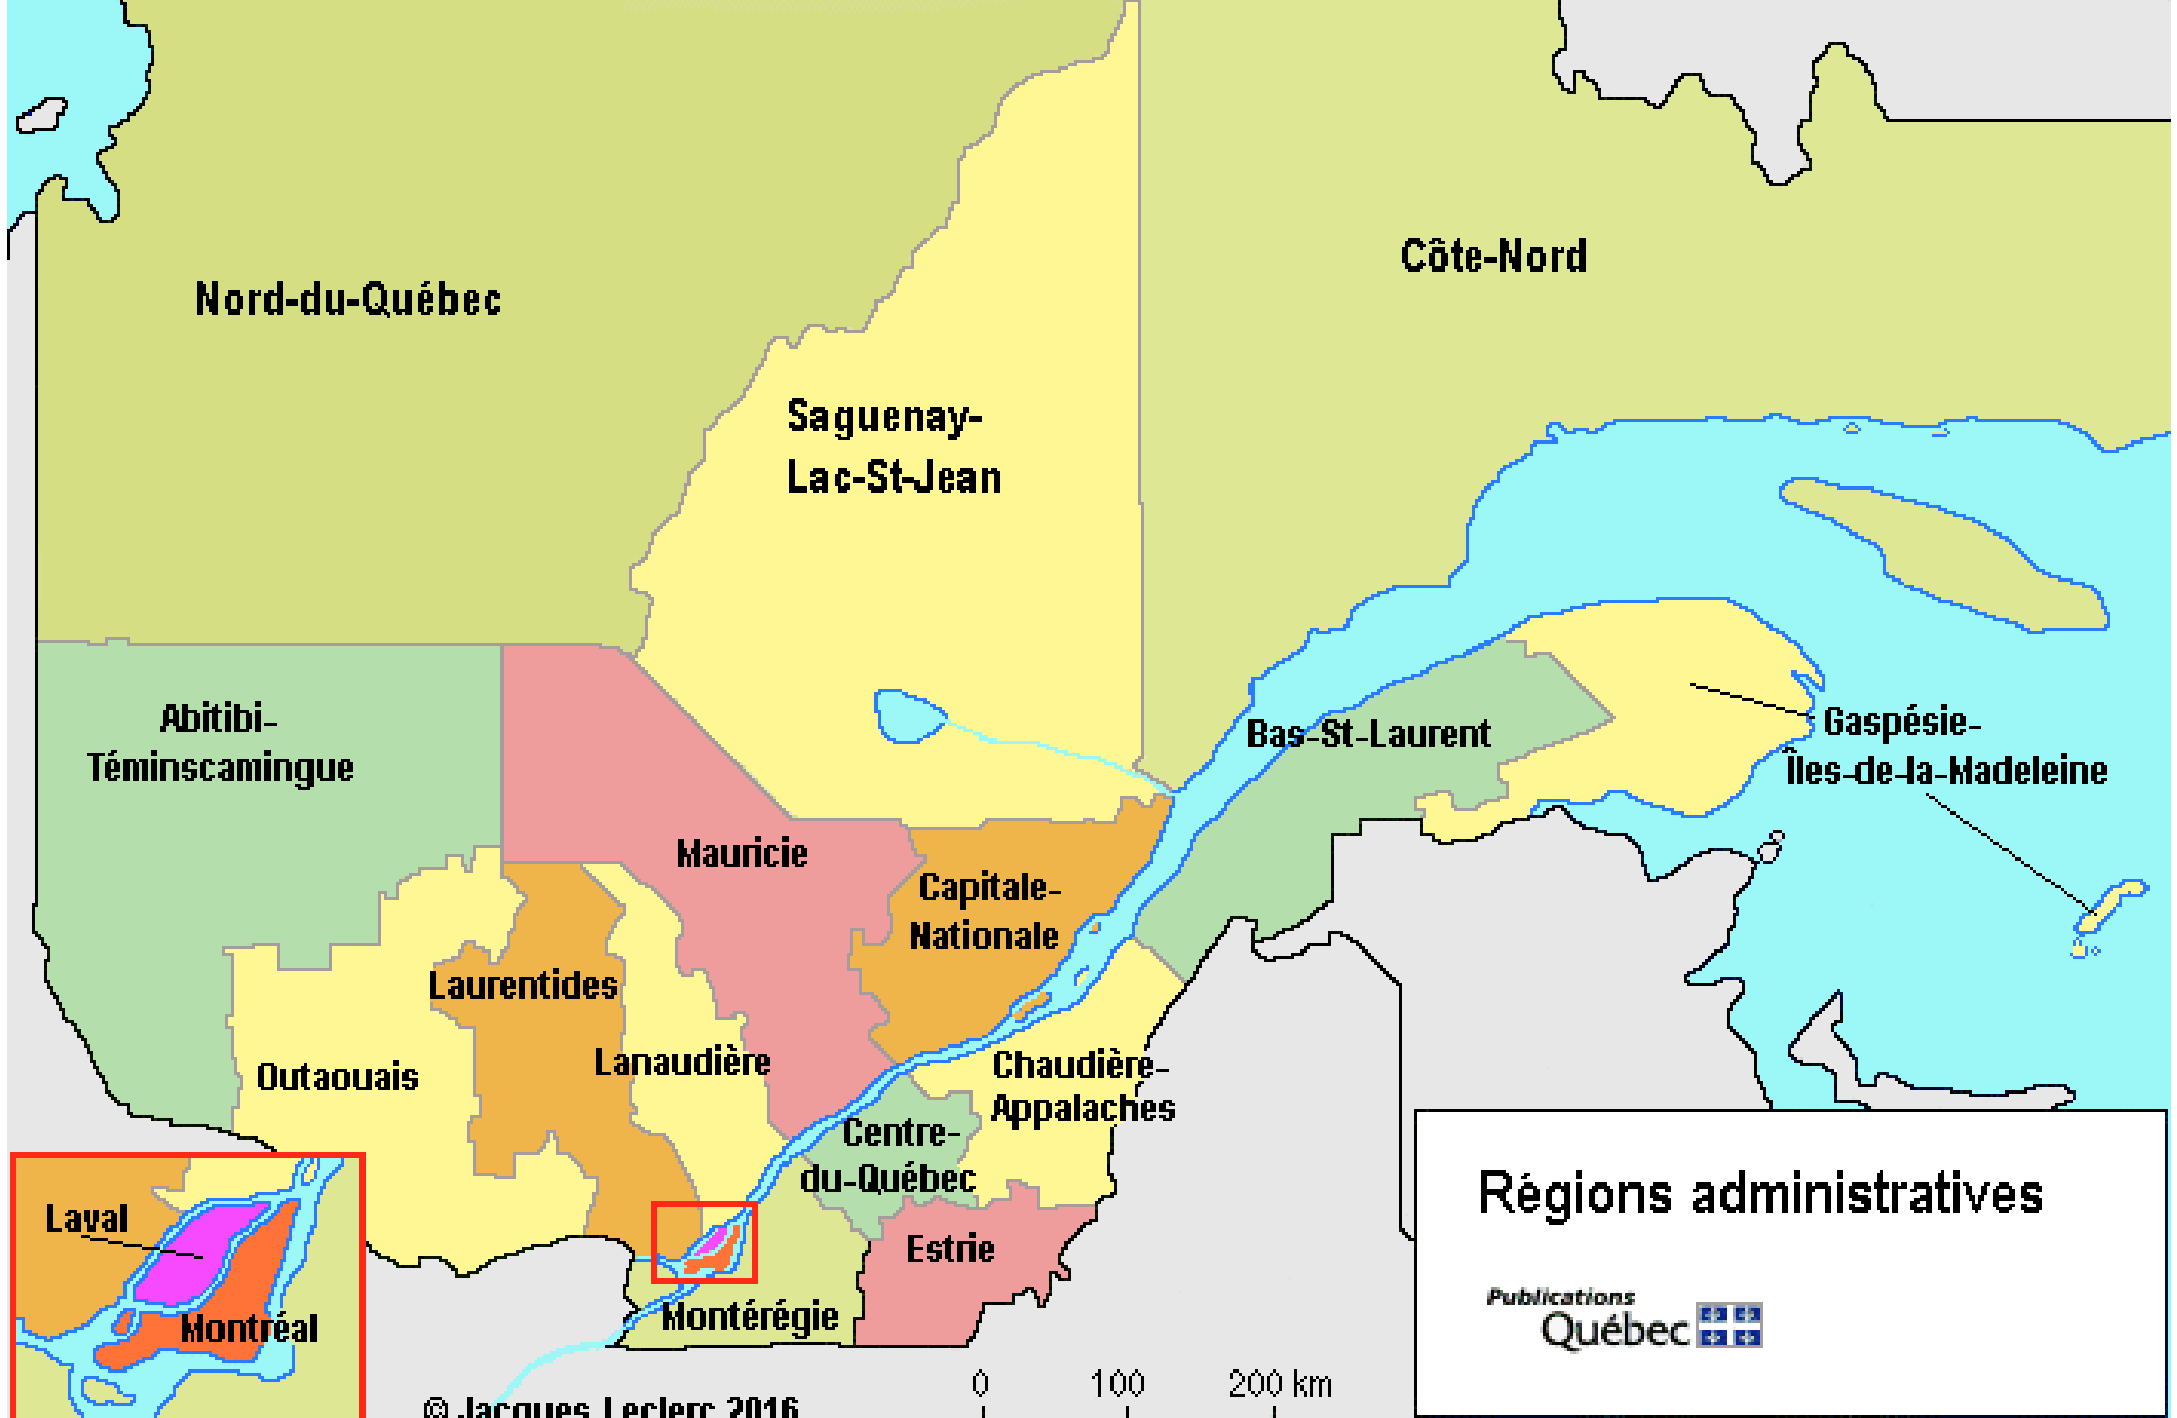 Nord-du-Québec
Côte-Nord
Saguenay-
Lac-St-Jean
Abitibi-
Téminscamingue
Bas-St-Laurent
Gaspésie-
Îles-de-la-Madeleine
Mauricie
Capitale-
Nationale
Laurentides
Outaouais
Lanaudière
Chaudière-
Appalaches
Centre-
du-Québec
Estrie
Montérégie
Laval
Montréal
Régions administratives
Publications
Québec
0 100 200 km
© Jacques Leclerc 2016